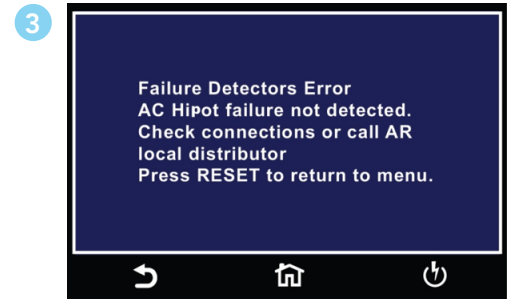 3
Failure Detectors Error
AC Hipot failure not detected.
Check connections or call AR
local distributor
Press RESET to return to menu.